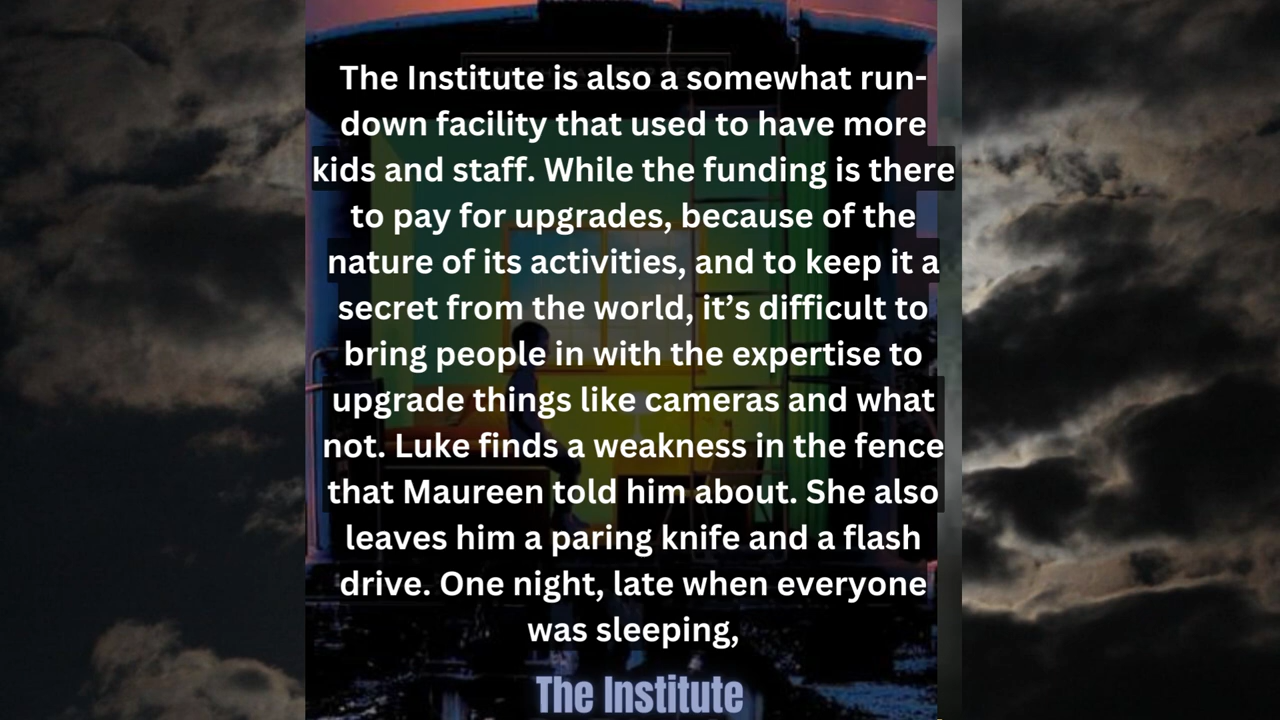 The Institute is also a somewhat run-
down facility that used to have more
kids and staff. While the funding is there
to pay for upgrades, because of the
nature of its activities, and to keep it a
secret from the world, it’s difficult to
bring people in with the expertise to
upgrade things like cameras and what
not. Luke finds a weakness in the fence
that Maureen told him about. She also
leaves him a paring knife and a flash
drive. One night, late when everyone
was sleeping,
The Institute